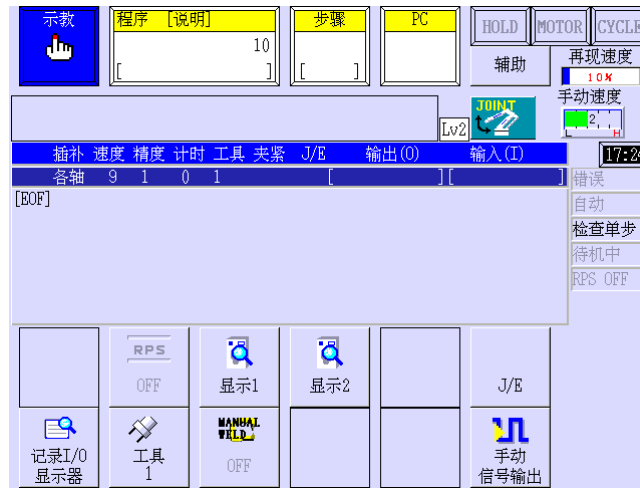 示教
程序 [说明]
10
[ ]
步骤
[ ]
PC
HOLD
MOTOR
CYCLE
辅助
再现速度
10%
手动速度
2
L H
JOINT
Lv2
插补 速度 精度 计时 工具 夹紧 J/E 输出(O) 输入(I)
各轴 9 1 0 1 [ ][ ]
[EOF]
17:24
错误
自动
检查单步
待机中
RPS OFF
RPS
OFF
显示1
显示2
J/E
记录I/O
显示器
工具
1
MANUAL
WELD
OFF
手动
信号输出